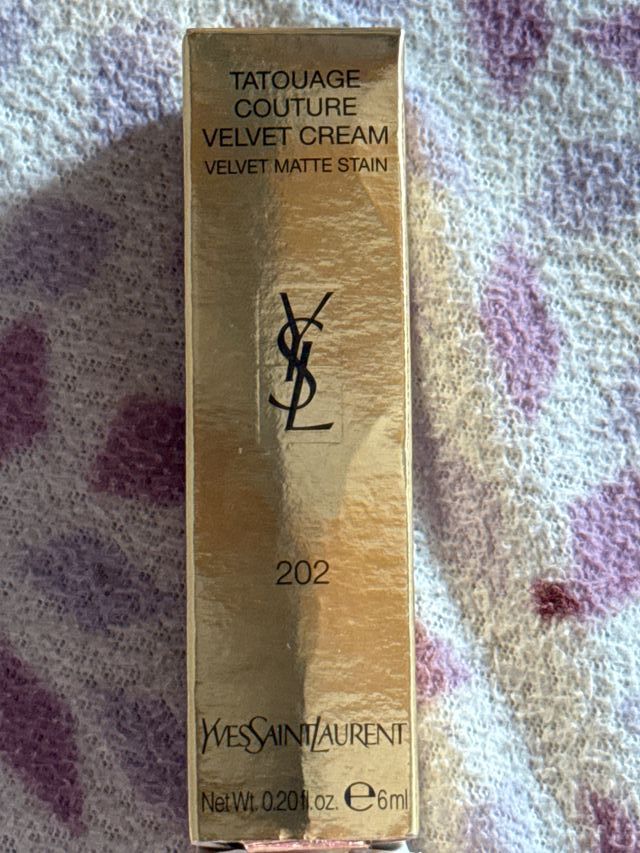 TATOUAGE
COUTURE
VELVET CREAM
VELVET MATTE STAIN
YSL
202
YVESSAINTLAURENT
Net Wt. 0.20 fl.oz. ℮6ml